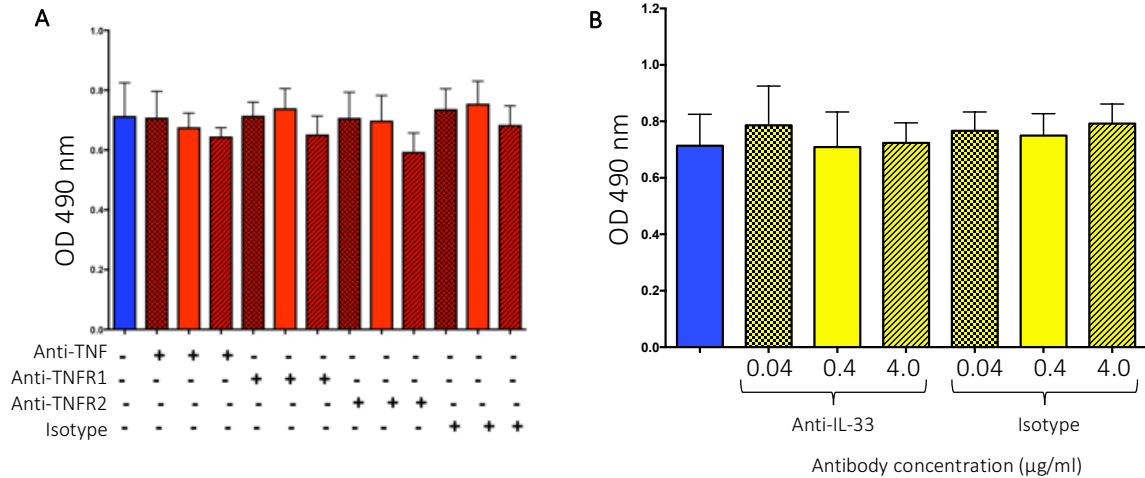 A
OD 490 nm
1.0
0.8
0.6
0.4
0.2
0.0
Anti-TNF - + + + - - - - - - - - -
Anti-TNFR1 - - - - + + + - - - - - -
Anti-TNFR2 - - - - - - - + + + - - -
Isotype - - - - - - - - - - + + +
B
OD 490 nm
1.2
1.0
0.8
0.6
0.4
0.2
0.0
0.04 0.4 4.0 0.04 0.4 4.0
Anti-IL-33 Isotype
Antibody concentration (µg/ml)